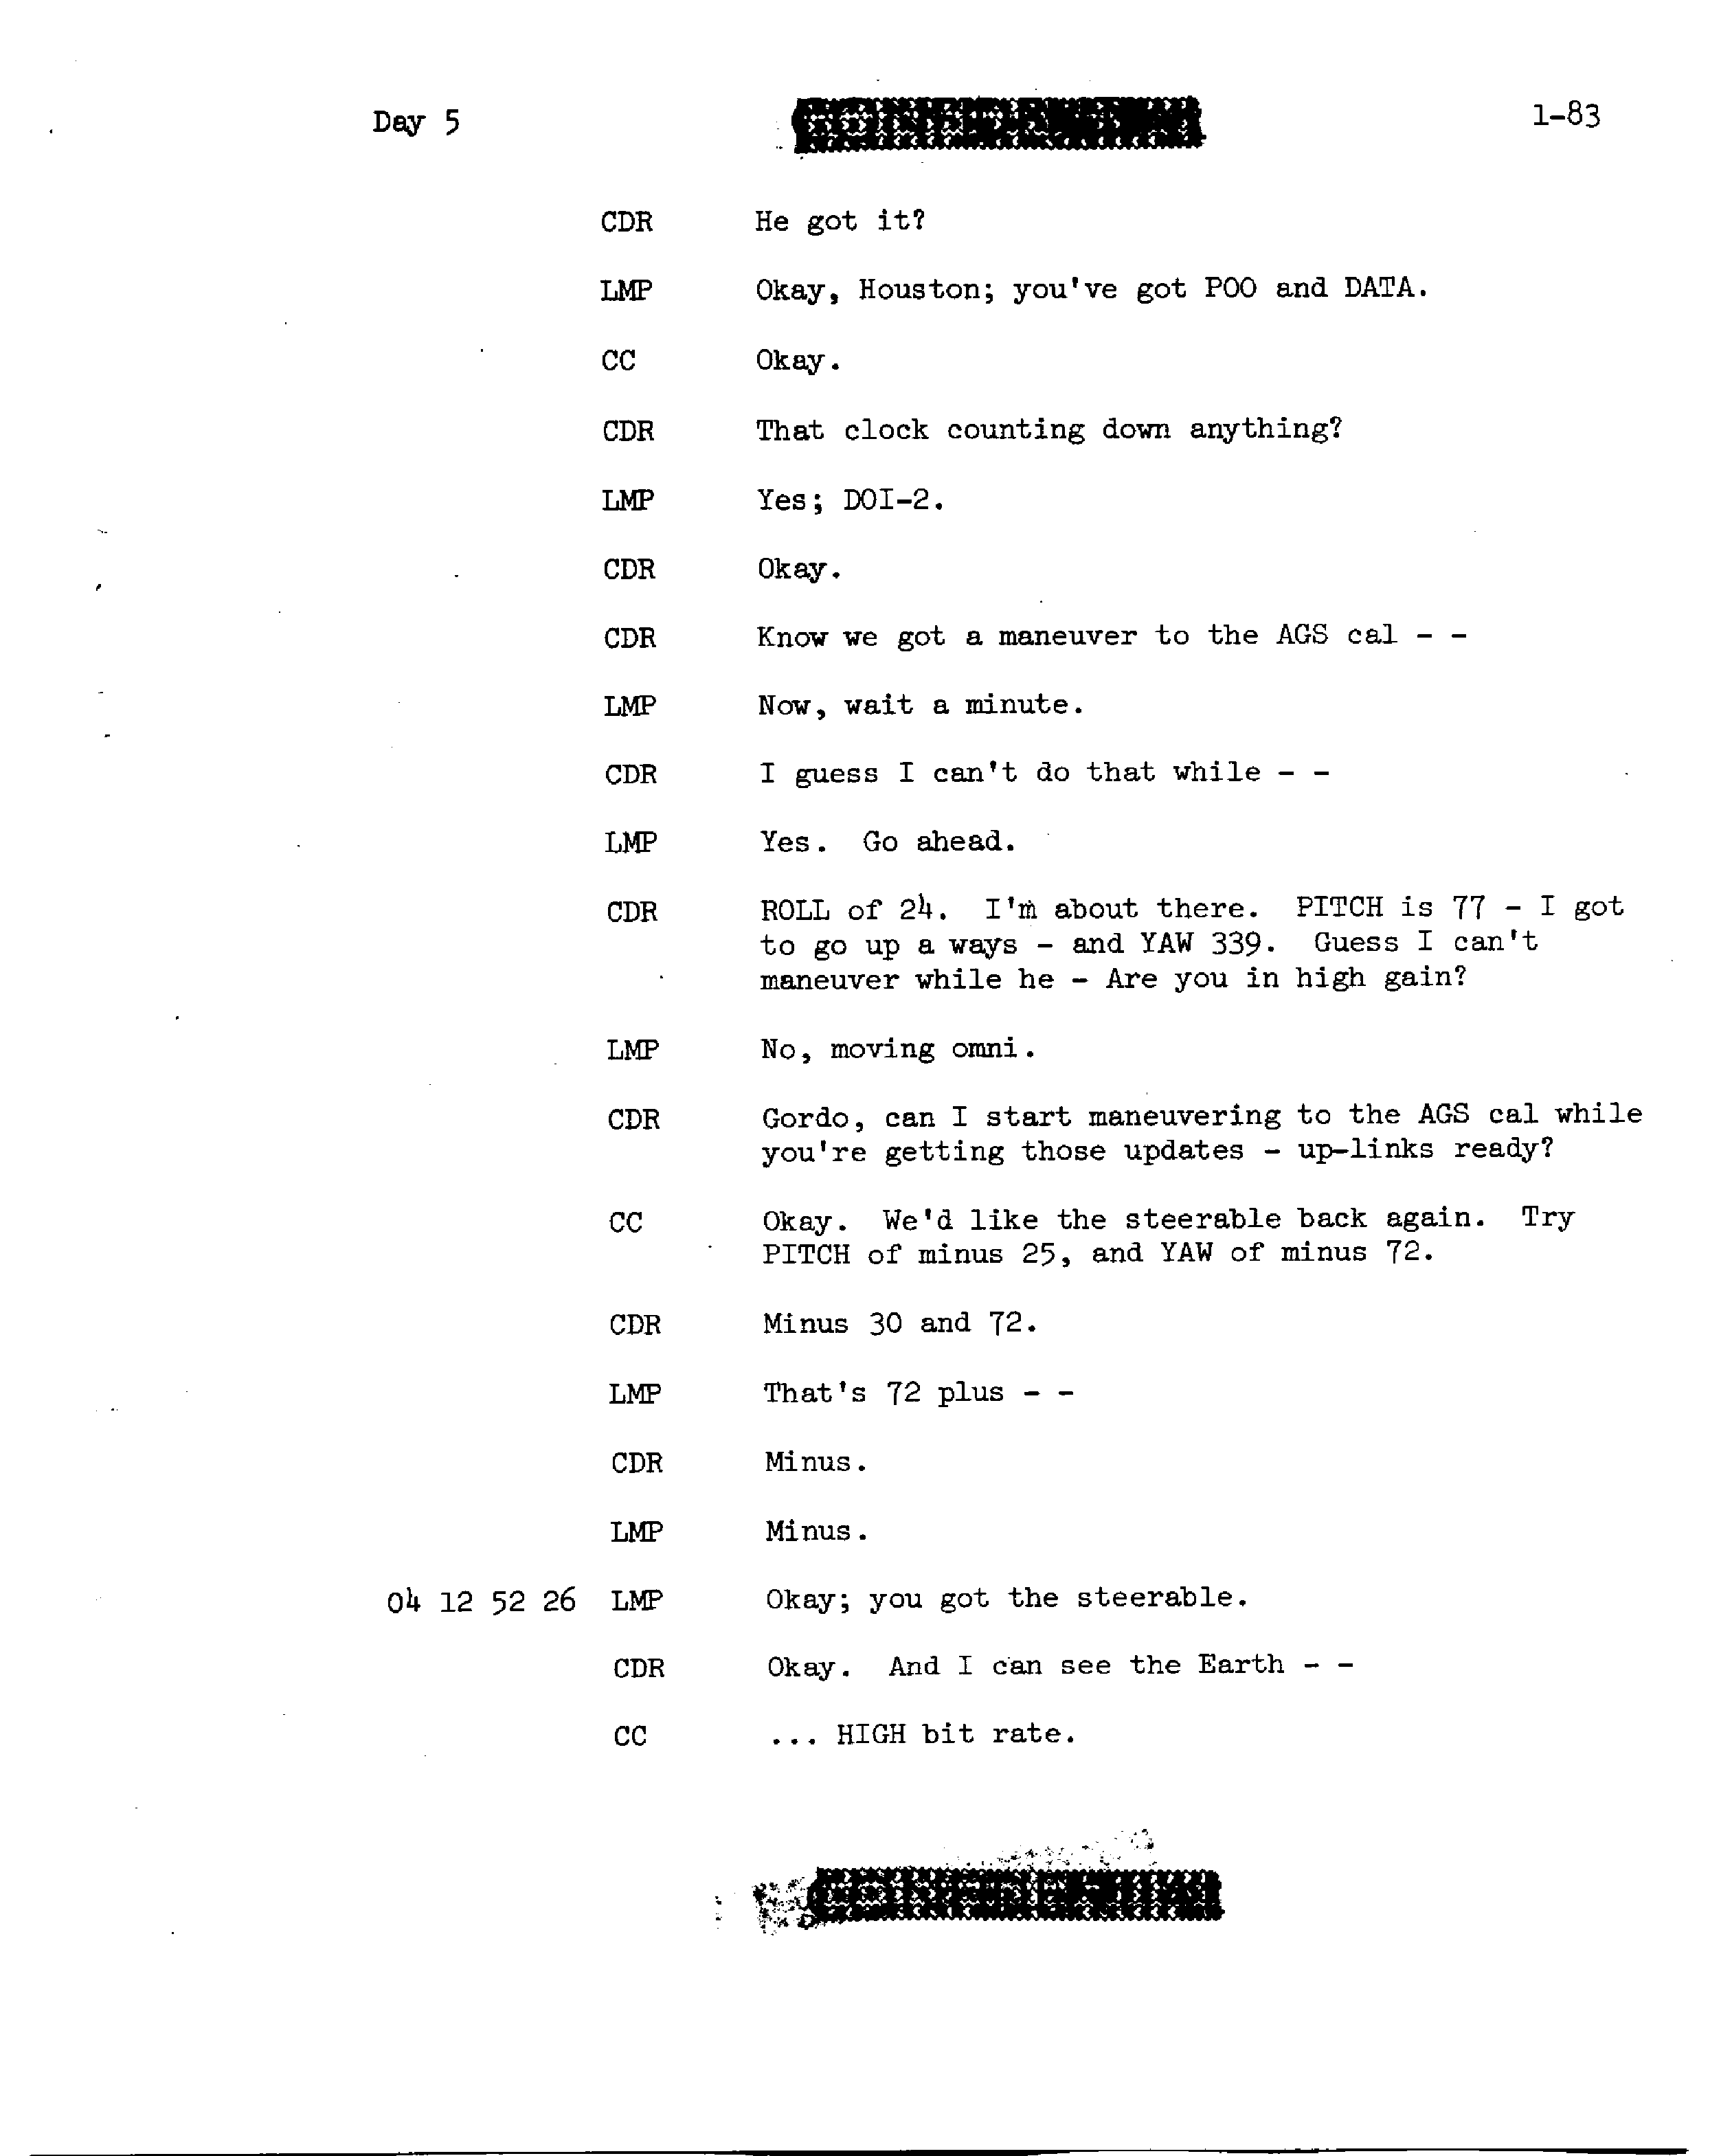 Day 5
CONFIDENTIAL
1-83
CDR He got it?
LMP Okay, Houston; you've got POO and DATA.
CC Okay.
CDR That clock counting down anything?
LMP Yes; DOI-2.
CDR Okay.
CDR Know we got a maneuver to the AGS cal - -
LMP Now, wait a minute.
CDR I guess I can't do that while - -
LMP Yes. Go ahead.
CDR ROLL of 24. I'm about there. PITCH is 77 - I got
to go up a ways - and YAW 339. Guess I can't
maneuver while he - Are you in high gain?
LMP No, moving omni.
CDR Gordo, can I start maneuvering to the AGS cal while
you're getting those updates - up-links ready?
CC Okay. We'd like the steerable back again. Try
PITCH of minus 25, and YAW of minus 72.
CDR Minus 30 and 72.
LMP That's 72 plus - -
CDR Minus.
LMP Minus.
04 12 52 26 LMP Okay; you got the steerable.
CDR Okay. And I can see the Earth - -
CC ... HIGH bit rate.
CONFIDENTIAL